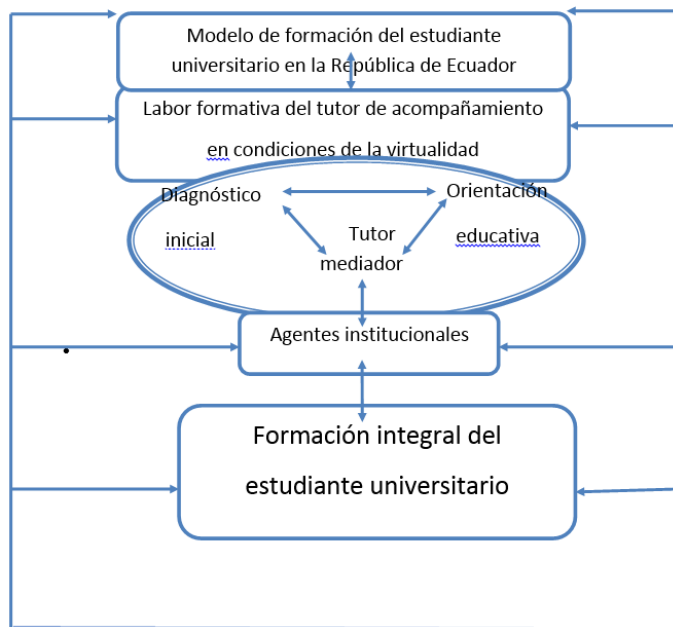 Modelo de formación del estudiante
universitario en la República de Ecuador
Labor formativa del tutor de acompañamiento
en condiciones de la virtualidad
Diagnóstico
inicial
Orientación
educativa
Tutor
mediador
Agentes institucionales
Formación integral del
estudiante universitario